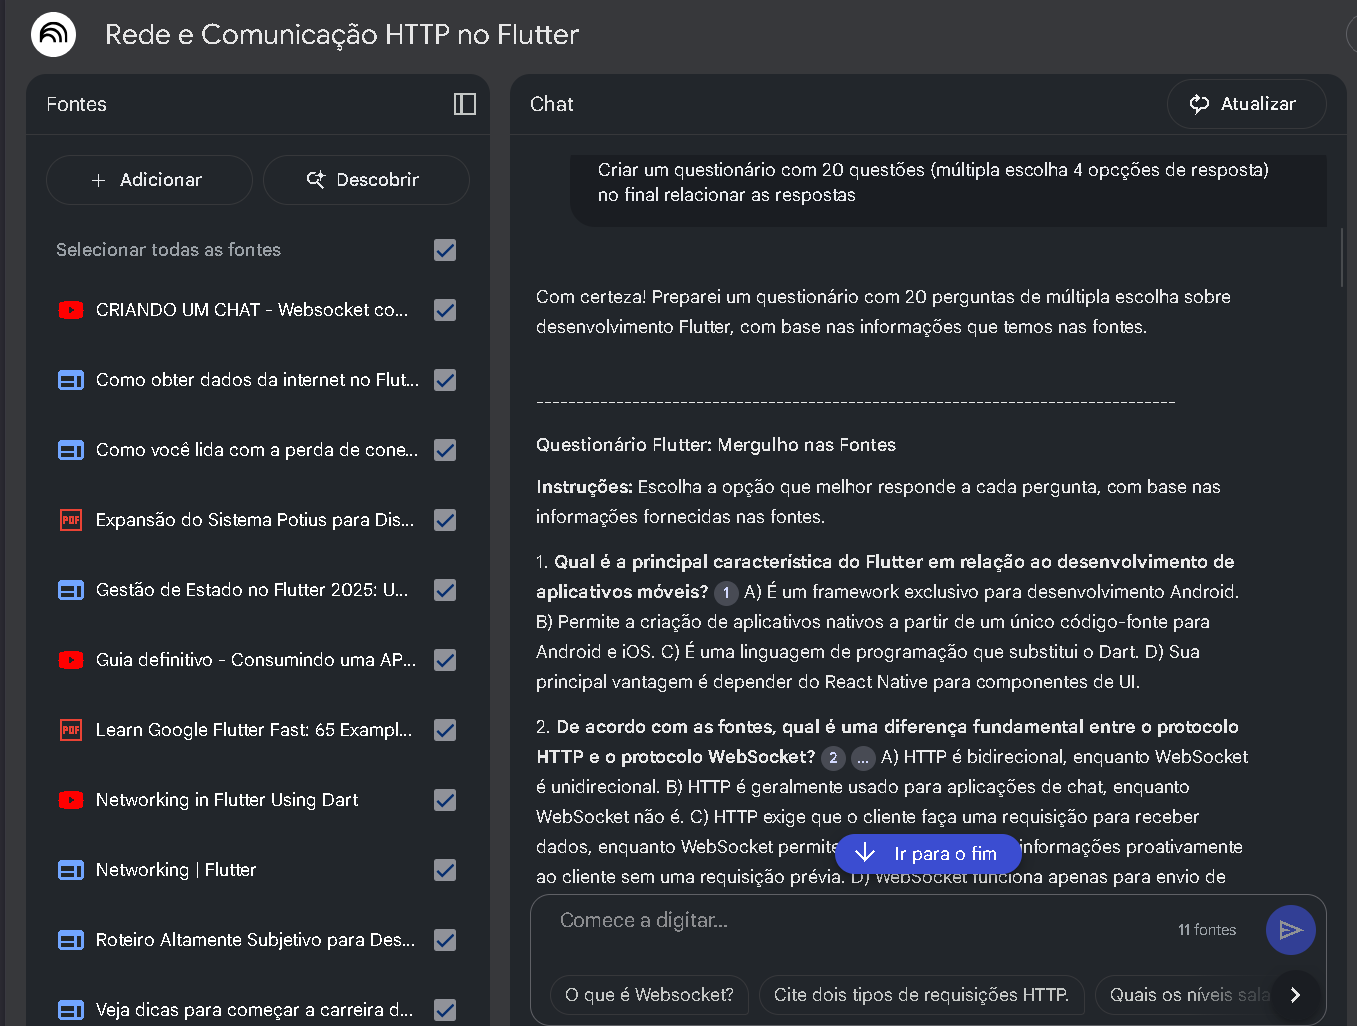 Rede e Comunicação HTTP no Flutter
Fontes
Adicionar
Descobrir
Selecionar todas as fontes
CRIANDO UM CHAT - Websocket co...
Como obter dados da internet no Flut...
Como você lida com a perda de cone...
Expansão do Sistema Potius para Dis...
Gestão de Estado no Flutter 2025: U...
Guia definitivo - Consumindo uma AP...
Learn Google Flutter Fast: 65 Exampl...
Networking in Flutter Using Dart
Networking | Flutter
Roteiro Altamente Subjetivo para Des...
Veja dicas para começar a carreira d...
Chat
Atualizar
Criar um questionário com 20 questões (múltipla escolha 4 opcções de resposta)
no final relacionar as respostas
Com certeza! Preparei um questionário com 20 perguntas de múltipla escolha sobre
desenvolvimento Flutter, com base nas informações que temos nas fontes.
--------------------------------------------------------------------------------
Questionário Flutter: Mergulho nas Fontes
Instruções: Escolha a opção que melhor responde a cada pergunta, com base nas
informações fornecidas nas fontes.
1. Qual é a principal característica do Flutter em relação ao desenvolvimento de
aplicativos móveis? 1 A) É um framework exclusivo para desenvolvimento Android.
B) Permite a criação de aplicativos nativos a partir de um único código-fonte para
Android e iOS. C) É uma linguagem de programação que substitui o Dart. D) Sua
principal vantagem é depender do React Native para componentes de UI.
2. De acordo com as fontes, qual é uma diferença fundamental entre o protocolo
HTTP e o protocolo WebSocket? 2 ... A) HTTP é bidirecional, enquanto WebSocket
é unidirecional. B) HTTP é geralmente usado para aplicações de chat, enquanto
WebSocket não é. C) HTTP exige que o cliente faça uma requisição para receber
dados, enquanto WebSocket permite informações proativamente
ao cliente sem uma requisição prévia. D) WebSocket funciona apenas para envio de
Ir para o fim
Comece a digitar...
11 fontes
O que é Websocket?
Cite dois tipos de requisições HTTP.
Quais os níveis sala